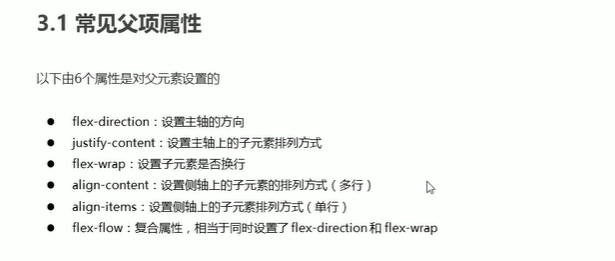 3.1 常见父项属性
以下由6个属性是对父元素设置的
● flex-direction：设置主轴的方向
● justify-content：设置主轴上的子元素排列方式
● flex-wrap：设置子元素是否换行
● align-content：设置侧轴上的子元素的排列方式（多行）
● align-items：设置侧轴上的子元素排列方式（单行）
● flex-flow：复合属性，相当于同时设置了 flex-direction 和 flex-wrap